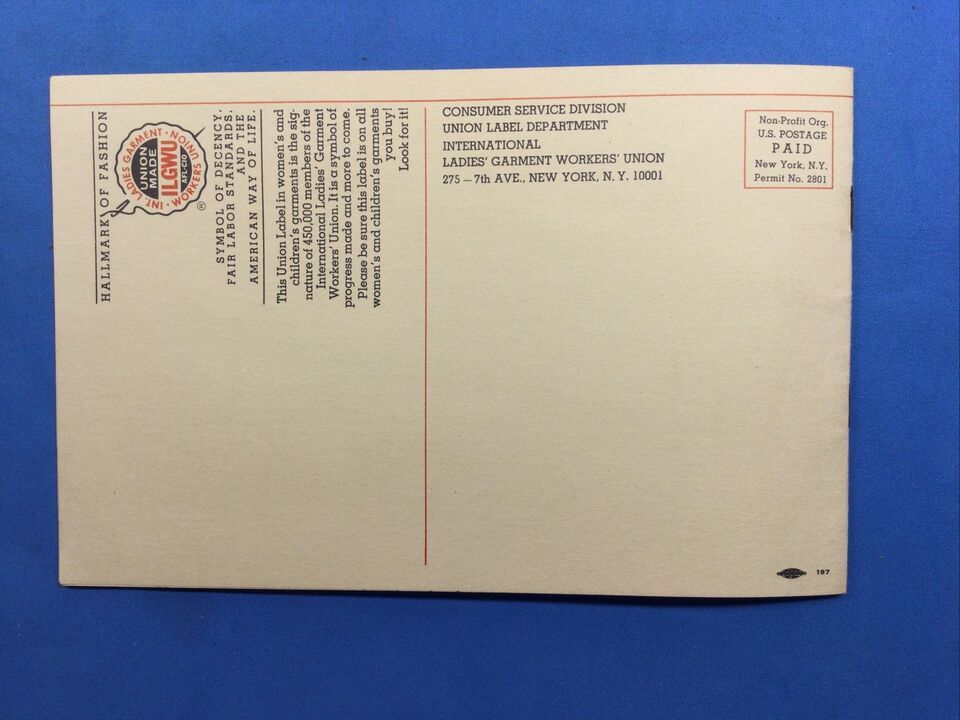 HALLMARK OF FASHION
INT. LADIES GARMENT WORKERS UNION
UNION
MADE
ILGWU
AFL-CIO
®
SYMBOL OF DECENCY,
FAIR LABOR STANDARDS,
AND THE
AMERICAN WAY OF LIFE.
This Union Label in women's and
children's garments is the sig-
nature of 450,000 members of the
International Ladies' Garment
Workers' Union. It is a symbol of
progress made and more to come.
Please be sure this label is on all
women's and children's garments
you buy!
Look for it!
CONSUMER SERVICE DIVISION
UNION LABEL DEPARTMENT
INTERNATIONAL
LADIES' GARMENT WORKERS' UNION
275 – 7th AVE., NEW YORK, N. Y. 10001
Non-Profit Org.
U.S. POSTAGE
PAID
New York, N.Y.
Permit No. 2801
197